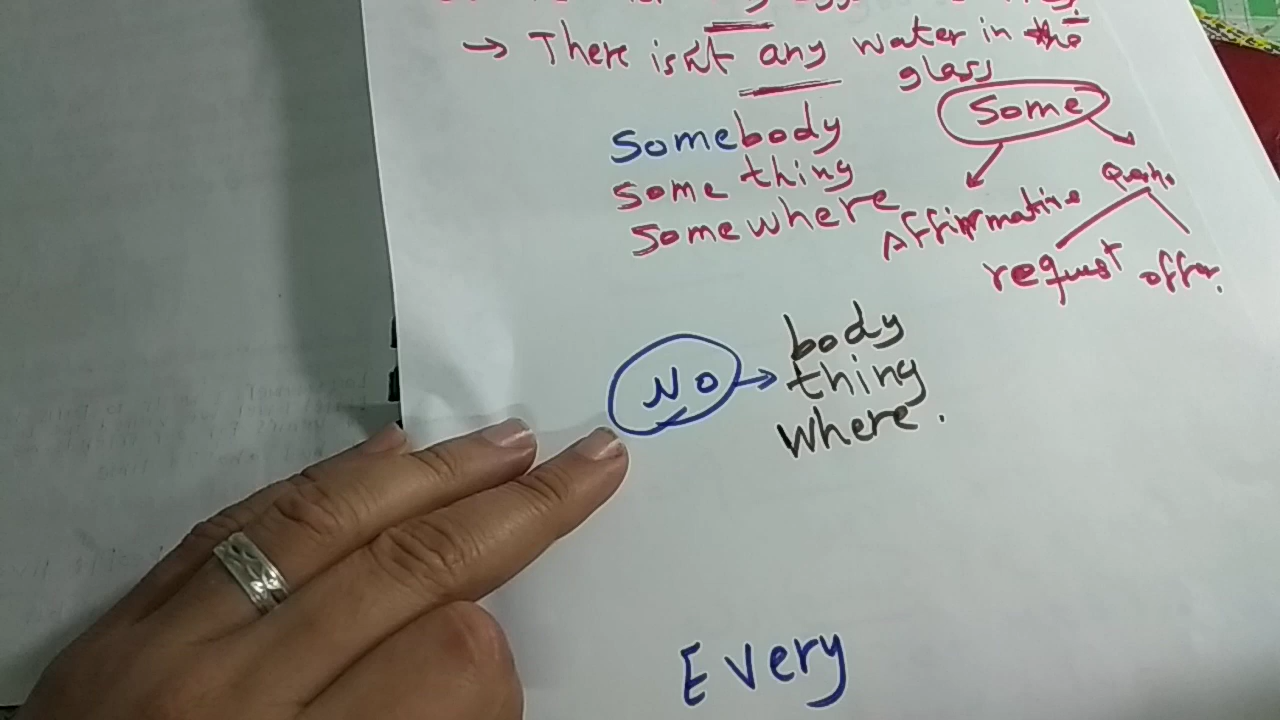 → There isn't any water in the
glass
somebody
some thing
somewhere
Some
Affirmative
request offer.
No → body
thing
where.
Every